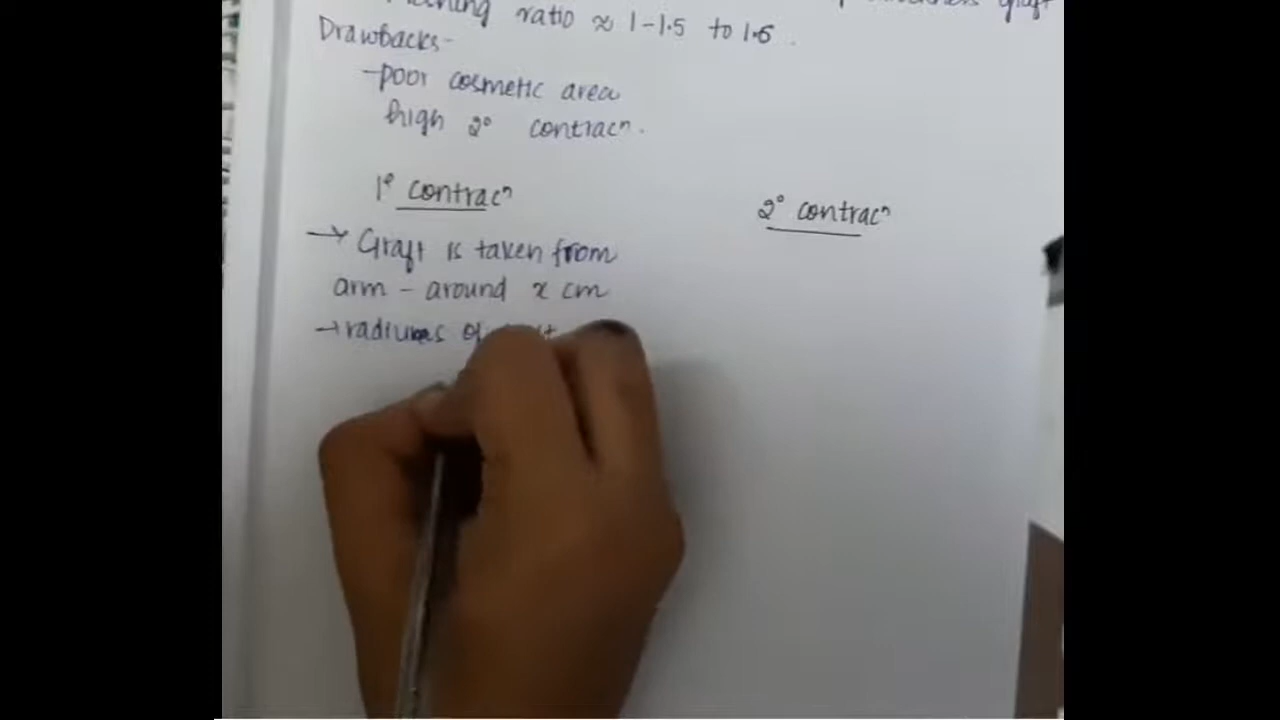 ratio ≈ 1-1.5 to 1.6.
Drawbacks-
-poor cosmetic area
high 2° contracⁿ.
1° contracⁿ
2° contracⁿ
→ Graft is taken from
arm - around x cm
→ radiuses of